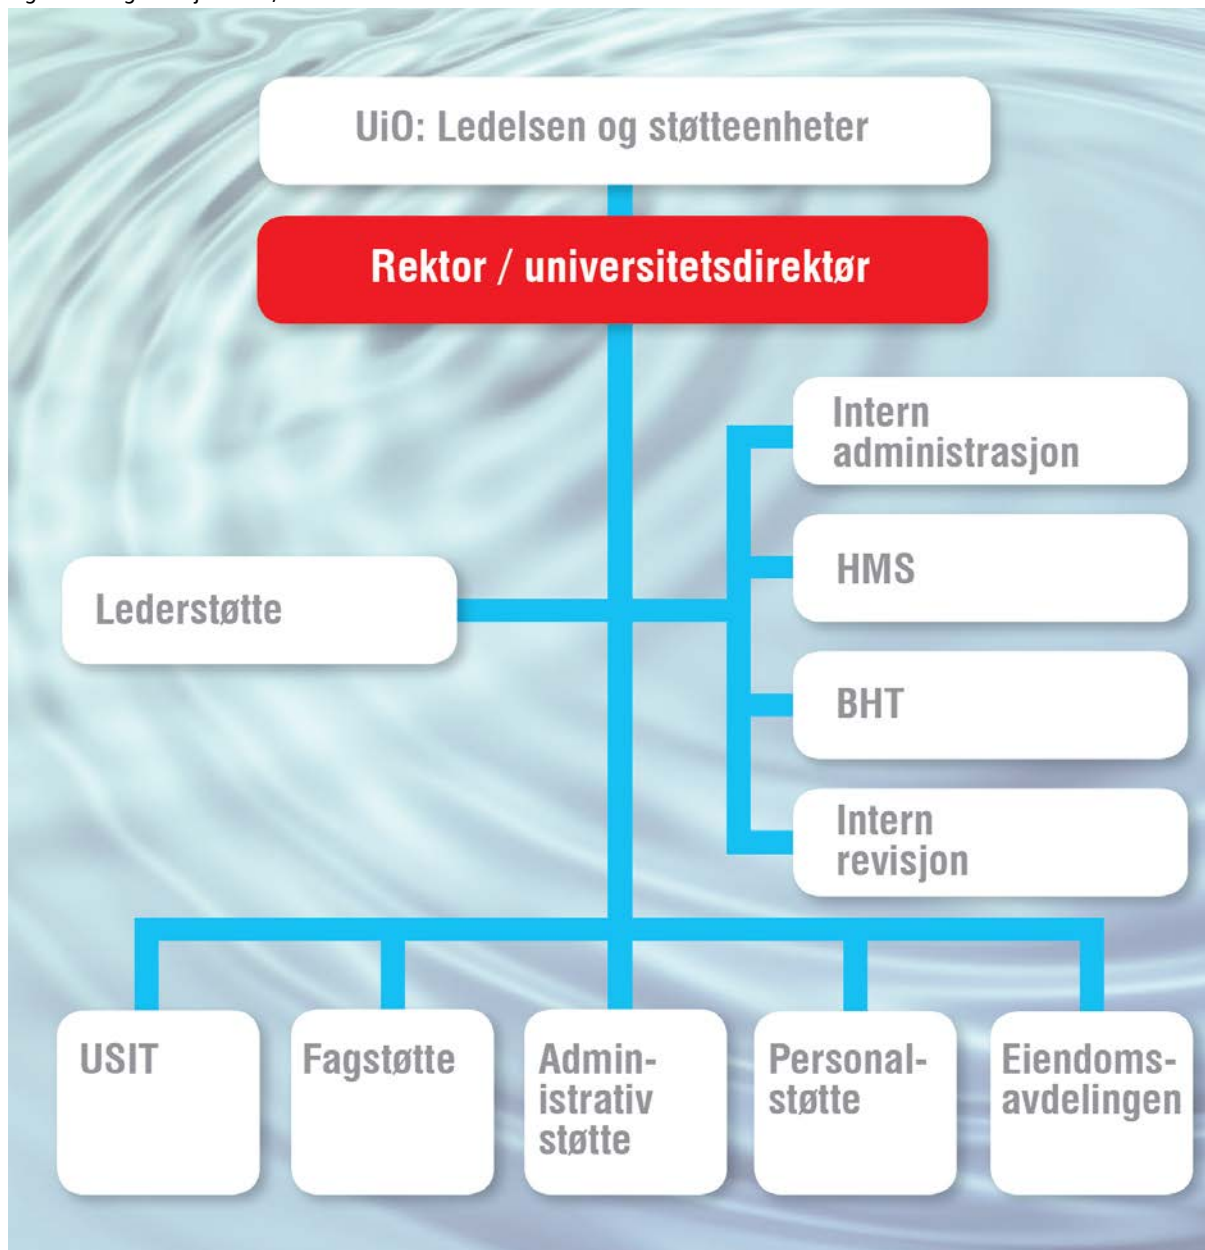 UiO: Ledelsen og støtteenheter
Rektor / universitetsdirektør
Intern
administrasjon
HMS
Lederstøtte
BHT
Intern
revisjon
USIT
Fagstøtte
Admin-
istrativ
støtte
Personal-
støtte
Eiendoms-
avdelingen